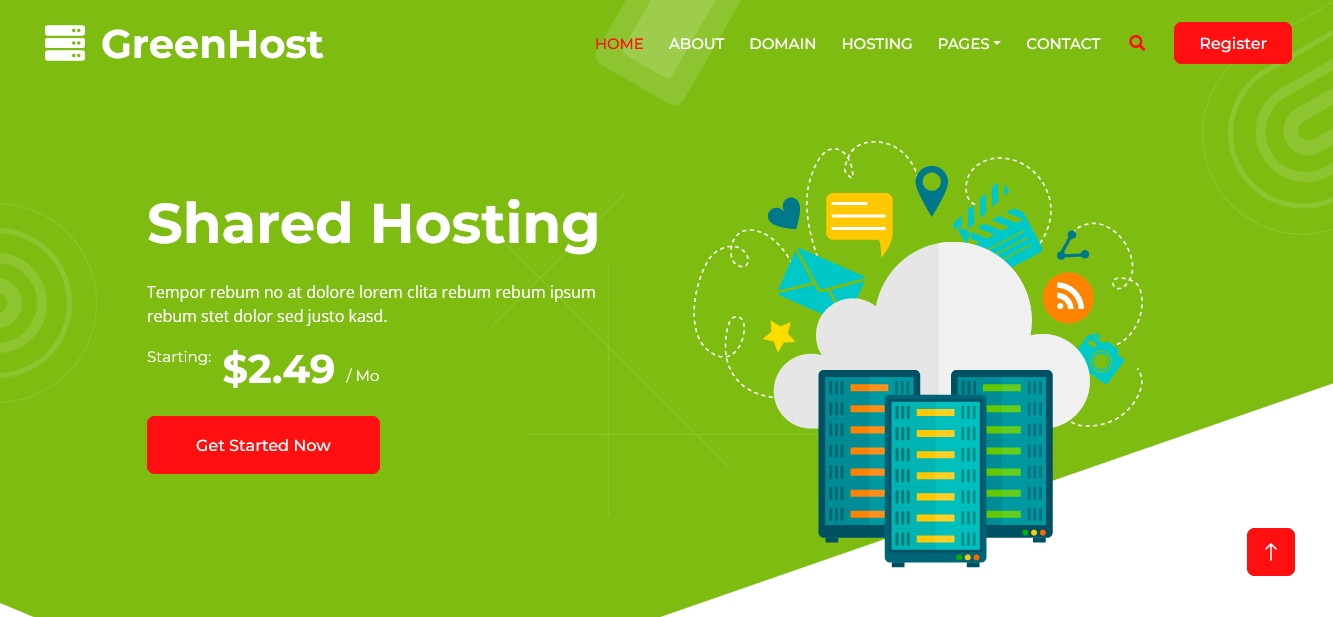 GreenHost
HOME ABOUT DOMAIN HOSTING PAGES CONTACT Register
Shared Hosting
Tempor rebum no at dolore lorem clita rebum rebum ipsum
rebum stet dolor sed justo kasd.
Starting: $2.49 / Mo
Get Started Now